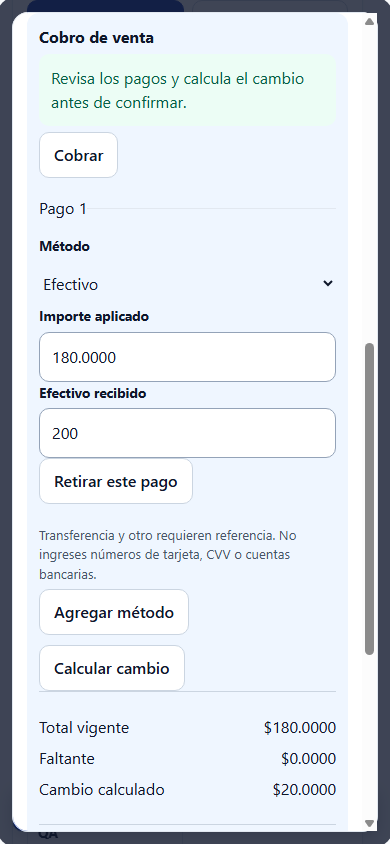 Cobro de venta
Revisa los pagos y calcula el cambio
antes de confirmar.
Cobrar
Pago 1
Método
Efectivo
Importe aplicado
180.0000
Efectivo recibido
200
Retirar este pago
Transferencia y otro requieren referencia. No
ingreses números de tarjeta, CVV o cuentas
bancarias.
Agregar método
Calcular cambio
Total vigente $180.0000
Faltante $0.0000
Cambio calculado $20.0000
QA